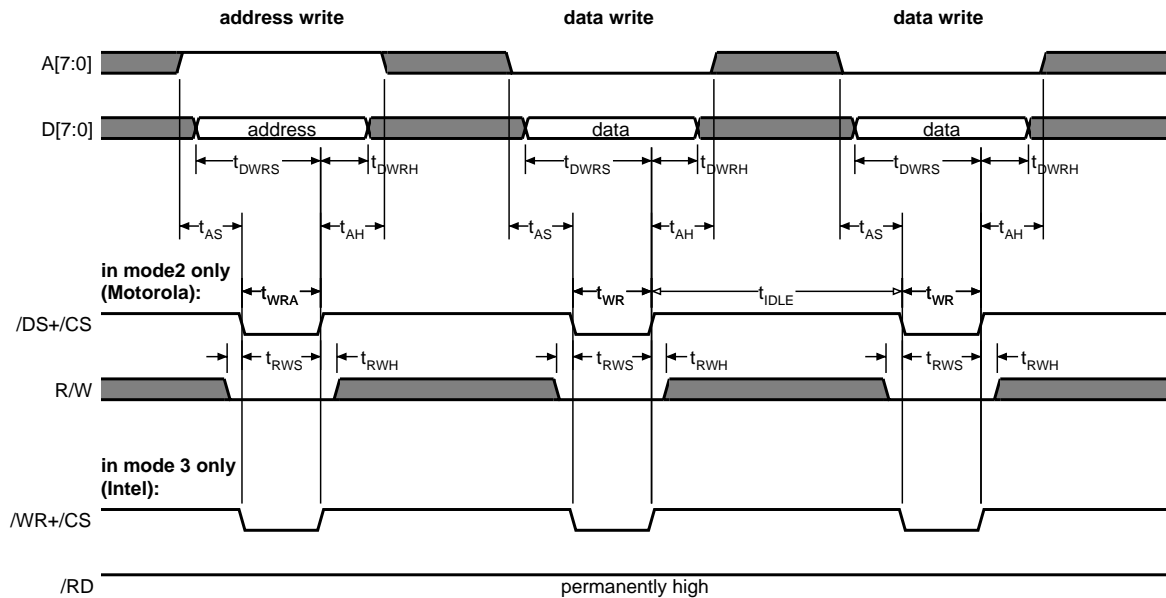 address write data write data write
A[7:0]
D[7:0] address data data
tDWRS tDWRH tDWRS tDWRH tDWRS tDWRH
tAS tAH tAS tAH tAS tAH
in mode2 only
(Motorola):
tWRA tWR tIDLE tWR
/DS+/CS
tRWS tRWH tRWS tRWH tRWS tRWH
R/W
in mode 3 only
(Intel):
/WR+/CS
/RD permanently high